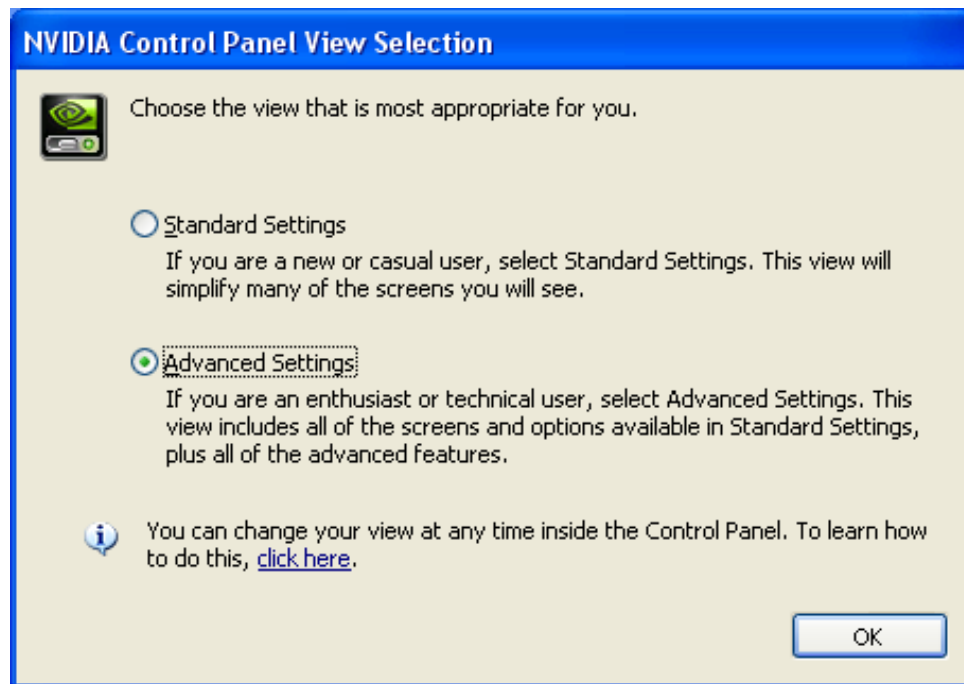 NVIDIA Control Panel View Selection
Choose the view that is most appropriate for you.
Standard Settings
If you are a new or casual user, select Standard Settings. This view will
simplify many of the screens you will see.
Advanced Settings
If you are an enthusiast or technical user, select Advanced Settings. This
view includes all of the screens and options available in Standard Settings,
plus all of the advanced features.
You can change your view at any time inside the Control Panel. To learn how
to do this, click here.
OK